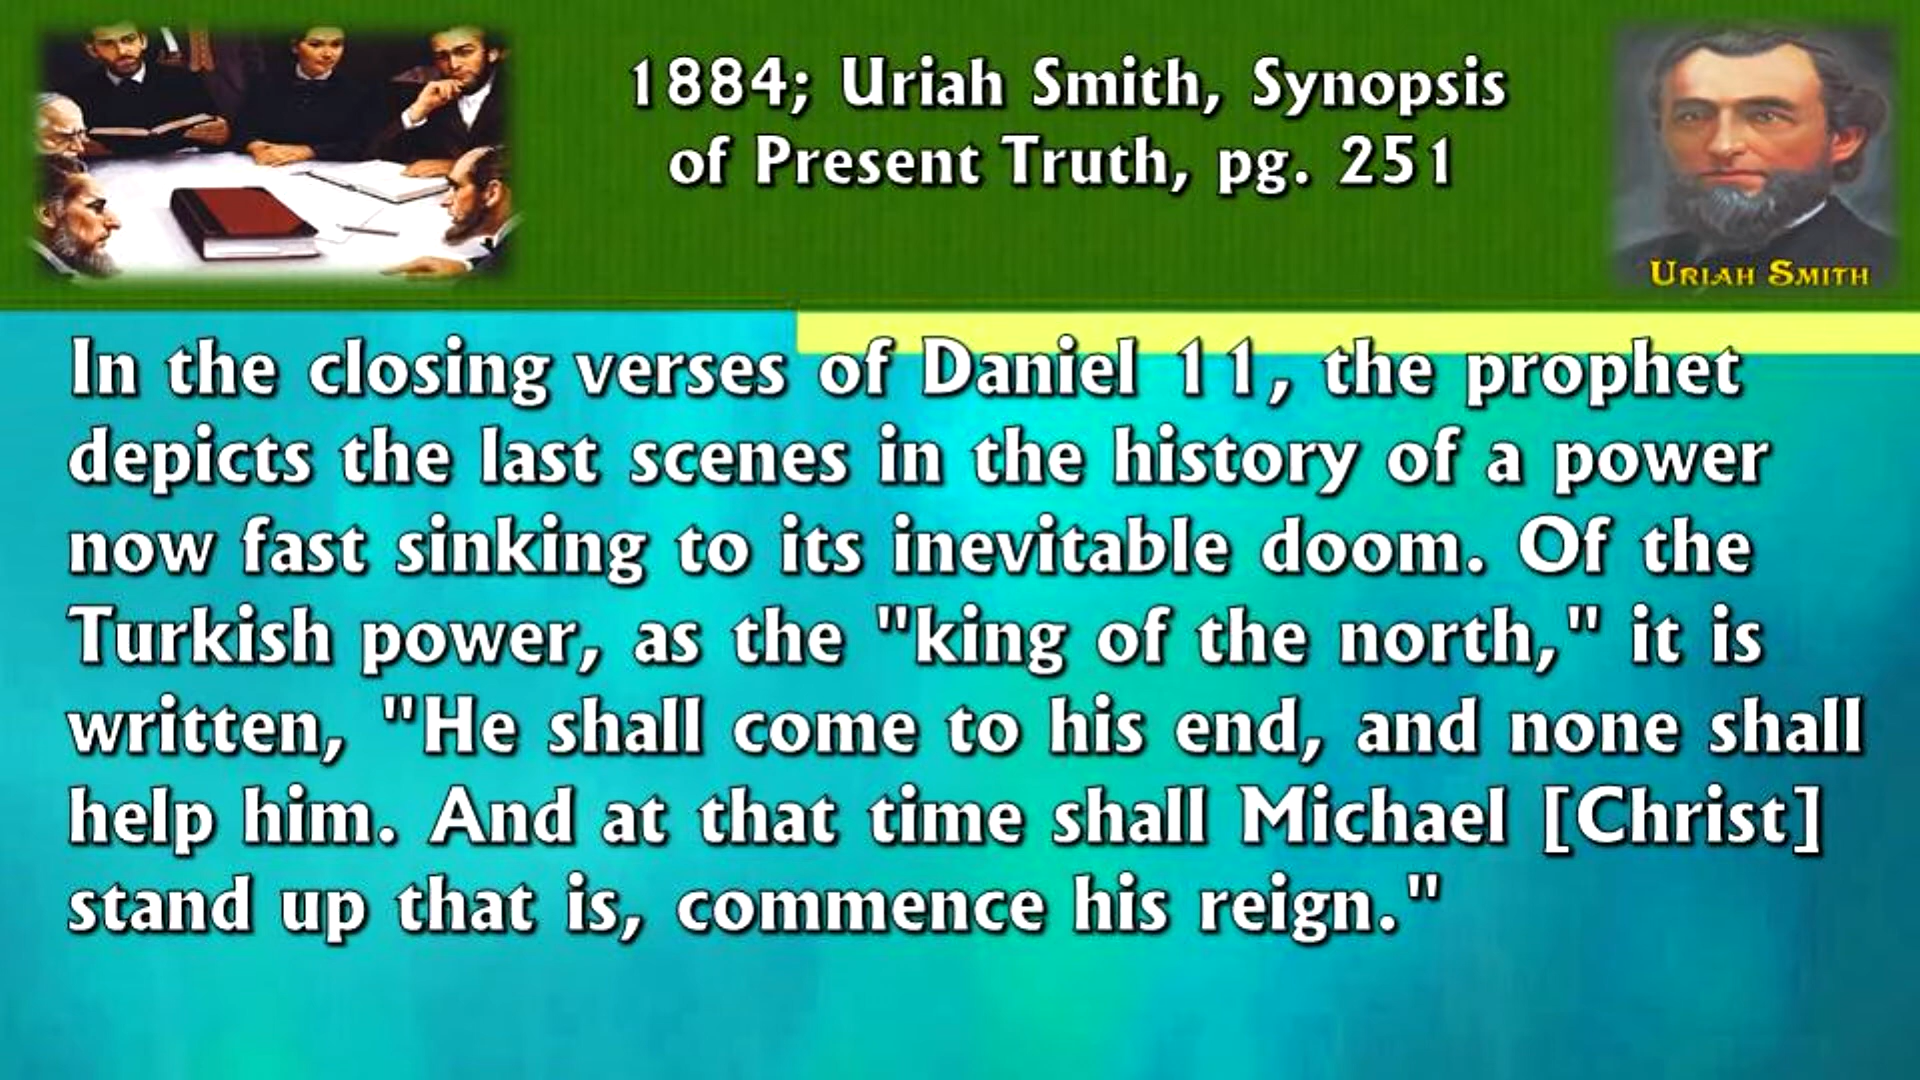 1884; Uriah Smith, Synopsis
of Present Truth, pg. 251
URIAH SMITH
In the closing verses of Daniel 11, the prophet
depicts the last scenes in the history of a power
now fast sinking to its inevitable doom. Of the
Turkish power, as the "king of the north," it is
written, "He shall come to his end, and none shall
help him. And at that time shall Michael [Christ]
stand up that is, commence his reign."